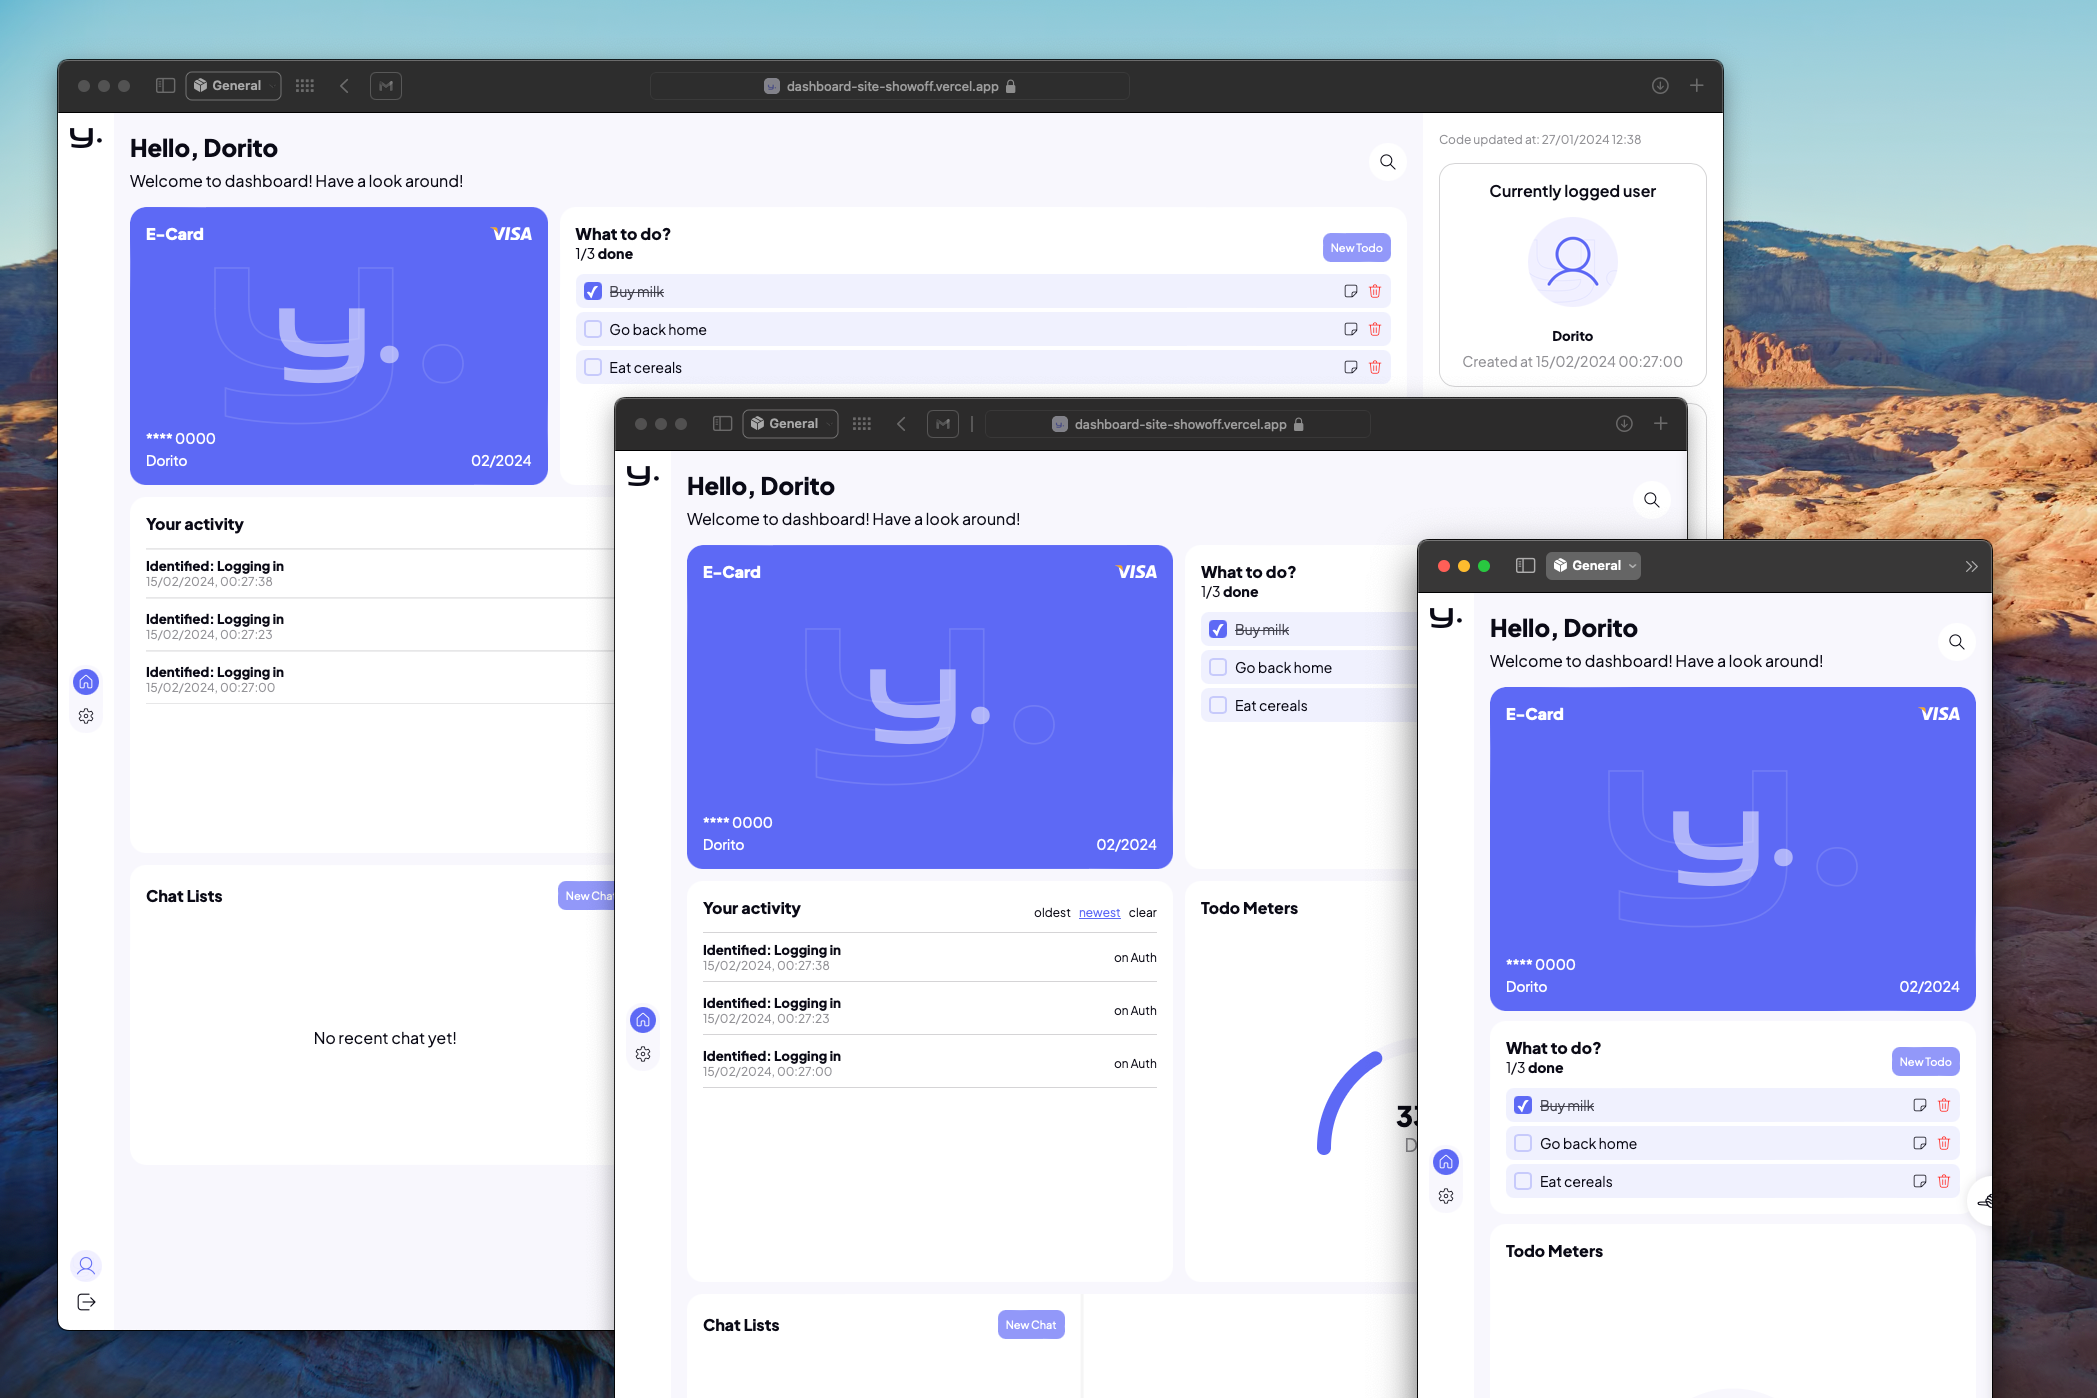 General
dashboard-site-showoff.vercel.app
y.
Hello, Dorito
Welcome to dashboard! Have a look around!
E-Card
VISA
y.
**** 0000
Dorito
02/2024
What to do?
1/3 done
New Todo
Buy milk
Go back home
Eat cereals
Code updated at: 27/01/2024 12:38
Currently logged user
Dorito
Created at 15/02/2024 00:27:00
Your activity
Identified: Logging in
15/02/2024, 00:27:38
Identified: Logging in
15/02/2024, 00:27:23
Identified: Logging in
15/02/2024, 00:27:00
Chat Lists
New Chat
No recent chat yet!
General
dashboard-site-showoff.vercel.app
y.
Hello, Dorito
Welcome to dashboard! Have a look around!
E-Card
VISA
y.
**** 0000
Dorito
02/2024
What to do?
1/3 done
Buy milk
Go back home
Eat cereals
Your activity
oldest newest clear
Identified: Logging in
15/02/2024, 00:27:38
on Auth
Identified: Logging in
15/02/2024, 00:27:23
on Auth
Identified: Logging in
15/02/2024, 00:27:00
on Auth
Todo Meters
Chat Lists
New Chat
General
y.
Hello, Dorito
Welcome to dashboard! Have a look around!
E-Card
VISA
y.
**** 0000
Dorito
02/2024
What to do?
1/3 done
New Todo
Buy milk
Go back home
Eat cereals
Todo Meters